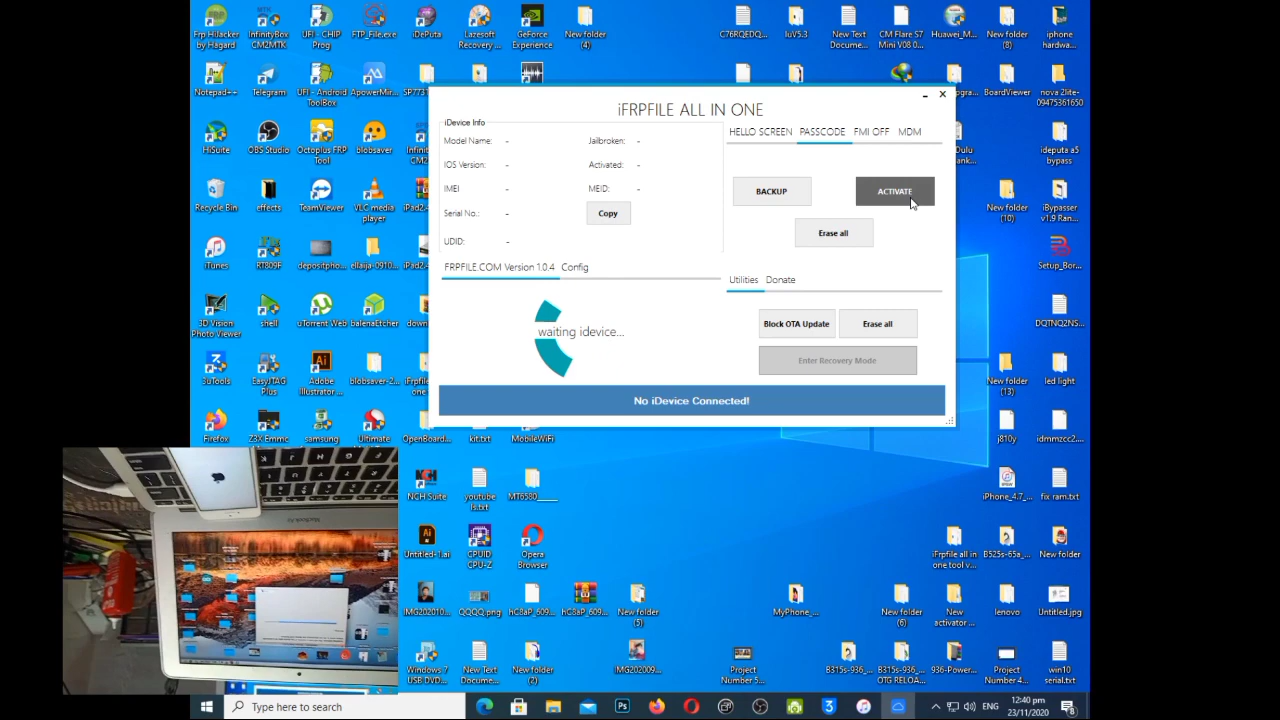 Frp Hijacker by Hagard
InfinityBox CM2MTK
UFI - CHIP Prog
FTP_File.exe
iDePuta
Lazesoft Recovery ...
GeForce Experience
New folder (4)
C76RQEDQ...
luV5.3
New Text Docume...
CM Flare S7 Mini V08 0...
Huawei_M...
New folder (8)
iphone hardwa...
Notepad++
Telegram
UFI - Android ToolBox
ApowerMir...
SP7731
BoardViewer
nova 2lite-09475361650
HiSuite
OBS Studio
Octoplus FRP Tool
blobsaver
ideputa a5 bypass
Recycle Bin
effects
TeamViewer
VLC media player
iPad2...
New folder (10)
iBypasser v1.9 Ran...
iTunes
RT809F
depositpho...
ellaija-0910...
Setup_Bor...
3D Vision Photo Viewer
shell
uTorrent Web
balenaEtcher
down...
DQTNQ2NS...
3uTools
EasyJTAG Plus
Adobe Illustrator ...
blobsaver-2...
New folder (13)
led light
Firefox
Z3X Emmc
samsung
Ultimate
OpenBoard...
kit.txt
MobileWiFi
j810y
idmmzcc2...
iFRPFILE ALL IN ONE
iDevice Info
Model Name: -
Jailbroken: -
IOS Version: -
Activated: -
IMEI -
MEID: -
Serial No.: -
Copy
UDID: -
HELLO SCREEN PASSCODE FMI OFF MDM
BACKUP
ACTIVATE
Erase all
FRPFILE.COM Version 1.0.4 Config
Utilities Donate
waiting idevice...
Block OTA Update
Erase all
Enter Recovery Mode
No iDevice Connected!
NCH Suite
youtube ls.txt
MT6580____
iPhone_4.7_...
fix ram.txt
Untitled-1.ai
CPUID CPU-Z
Opera Browser
iFrpfile all in one tool v...
B525s-65a_...
New folder
IMG202010...
QQQQ.png
hC8aP_609...
hC8aP_609...
New folder (5)
MyPhone_...
New folder (6)
New activator ...
lenovo
Untitled.jpg
Windows 7 USB DVD...
New Text Documen...
New folder (2)
IMG202009...
Project Number 5...
B315s-936_...
B315s-936_ OTG RELOA...
936-Power...
Project Number 4...
win10 serial.txt
Type here to search
ENG
12:40 pm
23/11/2020